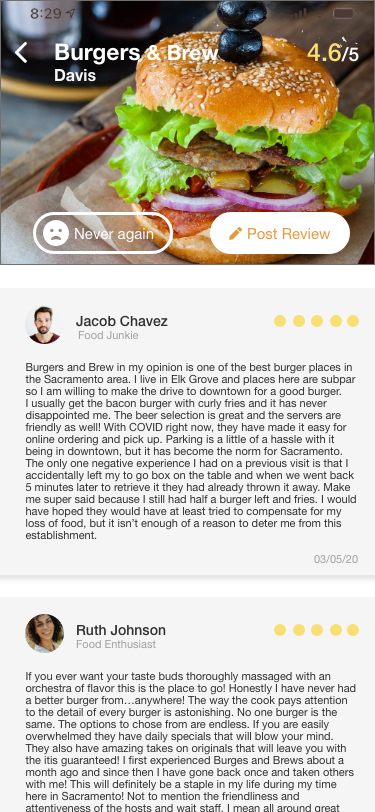 8:29
Burgers & Brew
4.6/5
Davis
Never again
Post Review
Jacob Chavez
Food Junkie
Burgers and Brew in my opinion is one of the best burger places in
the Sacramento area. I live in Elk Grove and places here are subpar
so I am willing to make the drive to downtown for a good burger.
I usually get the bacon burger with curly fries and it has never
disappointed me. The beer selection is great and the servers are
friendly as well! With COVID right now, they have made it easy for
online ordering and pick up. Parking is a little of a hassle with it
being in downtown, but it has become the norm for Sacramento.
The only one negative experience I had on a previous visit is that I
accidentally left my to go box on the table and when we went back
5 minutes later to retrieve it they had already thrown it away. Make
me super said because I still had half a burger left and fries. I would
have hoped they would have at least tried to compensate for my
loss of food, but it isn't enough of a reason to deter me from this
establishment.
03/05/20
Ruth Johnson
Food Enthusiast
If you ever want your taste buds thoroughly massaged with an
orchestra of flavor this is the place to go! Honestly I have never had
a better burger from…anywhere! The way the cook pays attention
to the detail of every burger is astonishing. No one burger is the
same. The options to chose from are endless. If you are easily
overwhelmed they have daily specials that will blow your mind.
They also have amazing takes on originals that will leave you with
the itis guaranteed! I first experienced Burges and Brews about a
month ago and since then I have gone back once and taken others
with me! This will definitely be a staple in my life during my time
here in Sacramento! Not to mention the friendliness and
attentiveness of the hosts and wait staff. I mean all around great